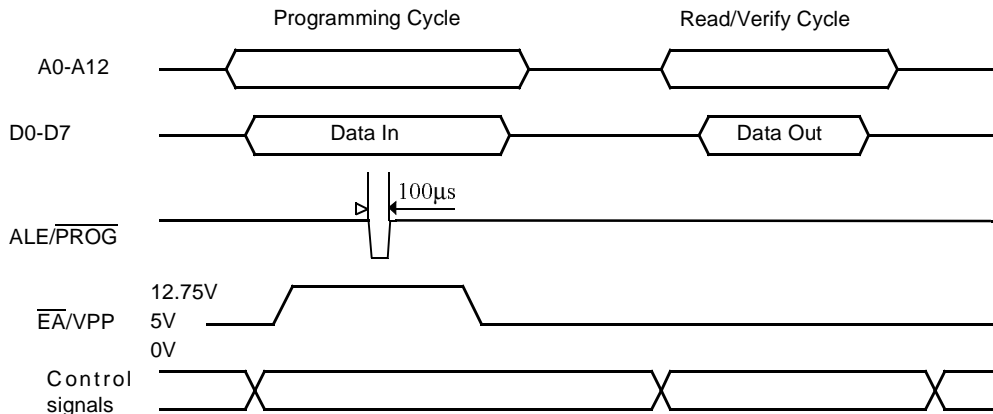 Programming Cycle Read/Verify Cycle
A0-A12
D0-D7 Data In Data Out
100μs
ALE/PROG
12.75V
EA/VPP 5V
0V
Control
signals